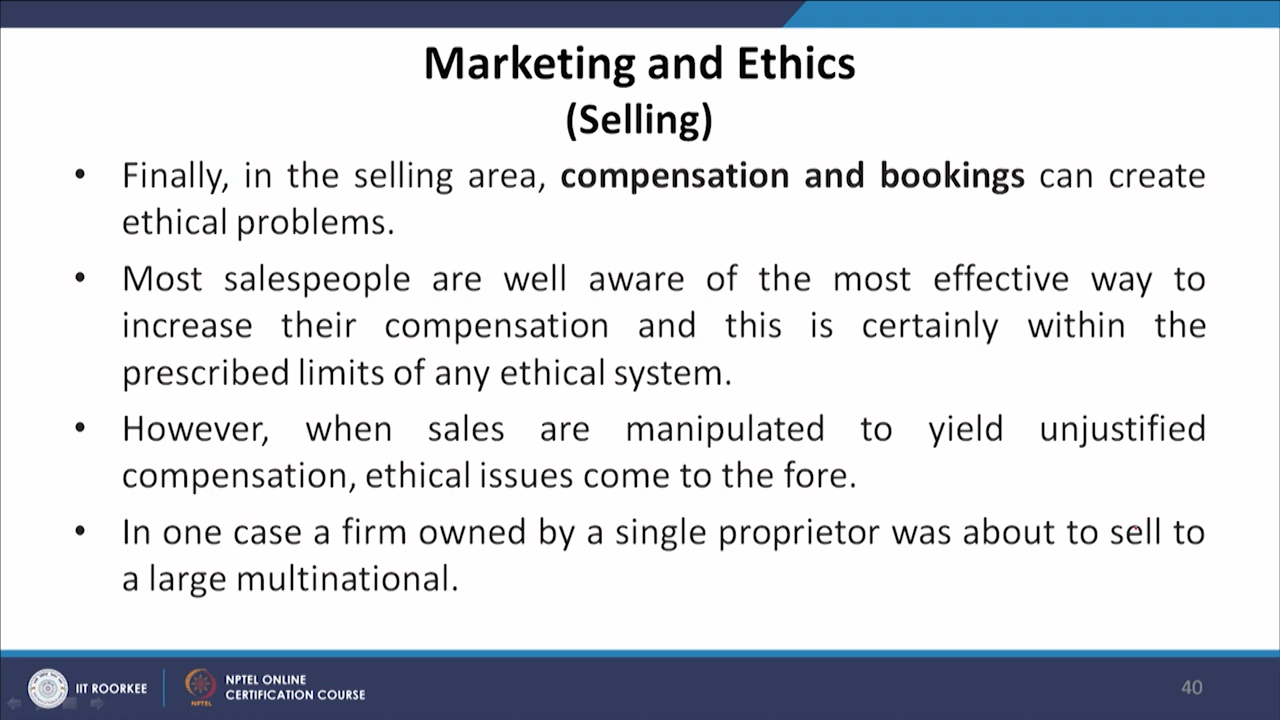 Marketing and Ethics
(Selling)
• Finally, in the selling area, compensation and bookings can create
ethical problems.
• Most salespeople are well aware of the most effective way to
increase their compensation and this is certainly within the
prescribed limits of any ethical system.
• However, when sales are manipulated to yield unjustified
compensation, ethical issues come to the fore.
• In one case a firm owned by a single proprietor was about to sell to
a large multinational.
IIT ROORKEE
NPTEL
NPTEL ONLINE
CERTIFICATION COURSE
40